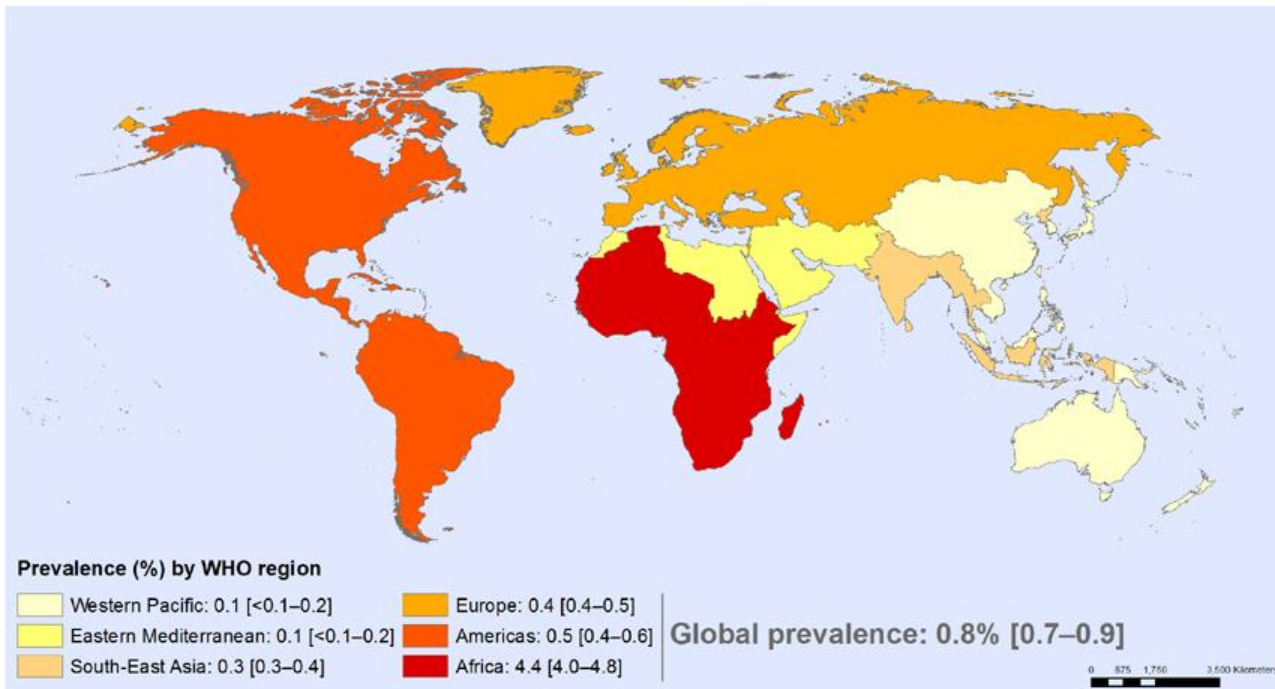 Prevalence (%) by WHO region
Western Pacific: 0.1 [<0.1–0.2]
Eastern Mediterranean: 0.1 [<0.1–0.2]
South-East Asia: 0.3 [0.3–0.4]
Europe: 0.4 [0.4–0.5]
Americas: 0.5 [0.4–0.6]
Africa: 4.4 [4.0–4.8]
Global prevalence: 0.8% [0.7–0.9]
0 875 1,750 3,500 Kilometers